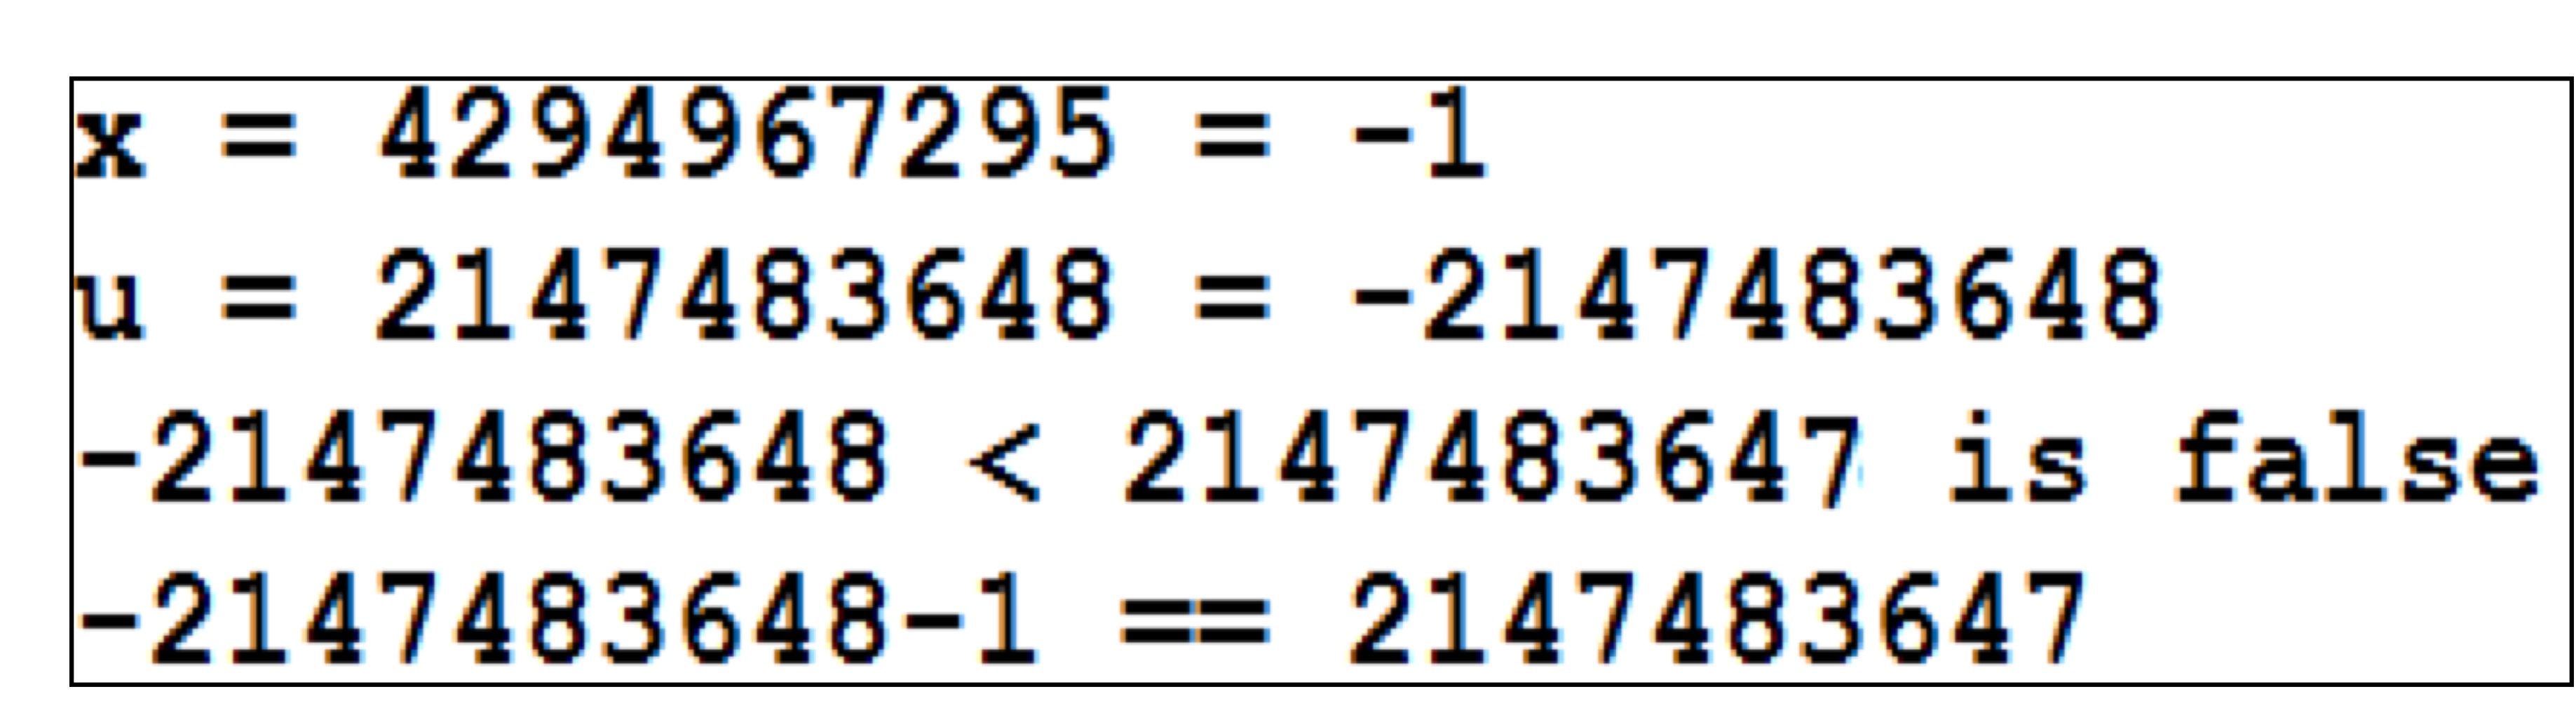 x = 4294967295 = -1
u = 2147483648 = -2147483648
-2147483648 < 2147483647 is false
-2147483648-1 == 2147483647